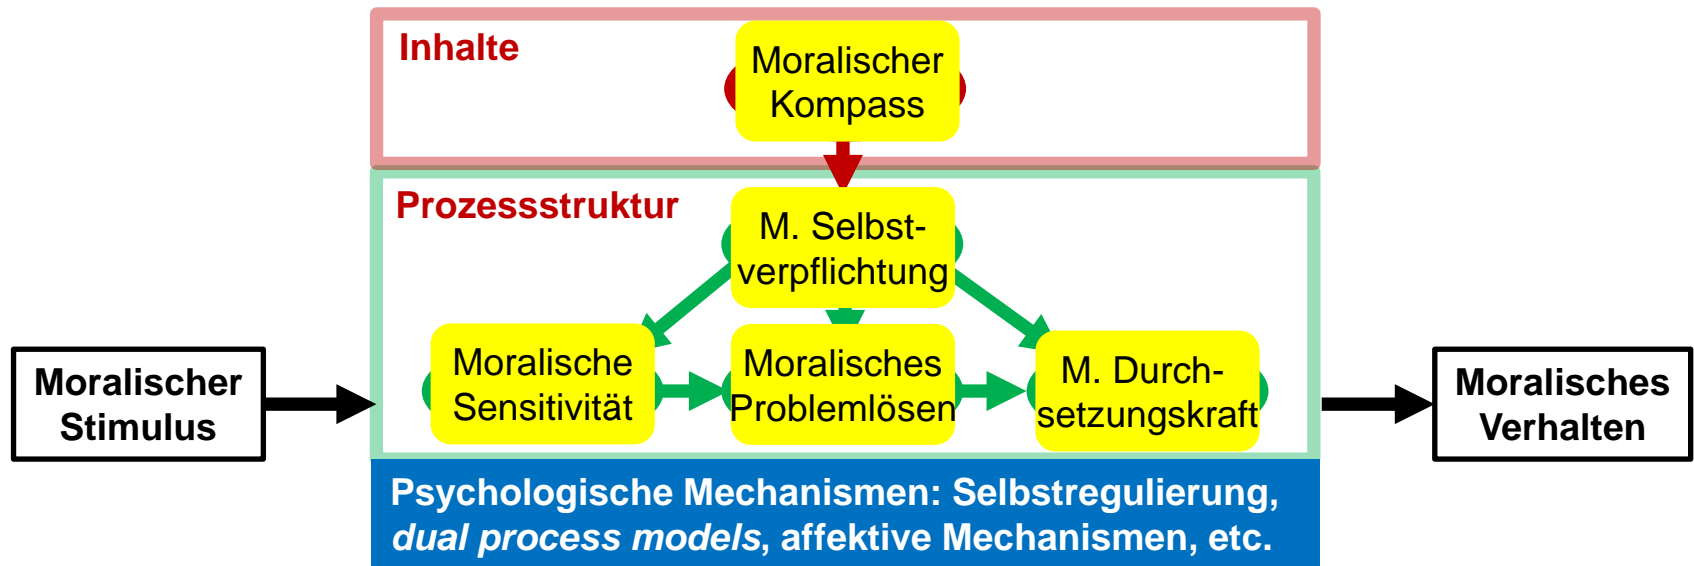 Inhalte
Moralischer
Kompass
Prozessstruktur
M. Selbst-
verpflichtung
Moralische
Sensitivität
Moralisches
Problemlösen
M. Durch-
setzungskraft
Moralischer
Stimulus
Moralisches
Verhalten
Psychologische Mechanismen: Selbstregulierung,
dual process models, affektive Mechanismen, etc.